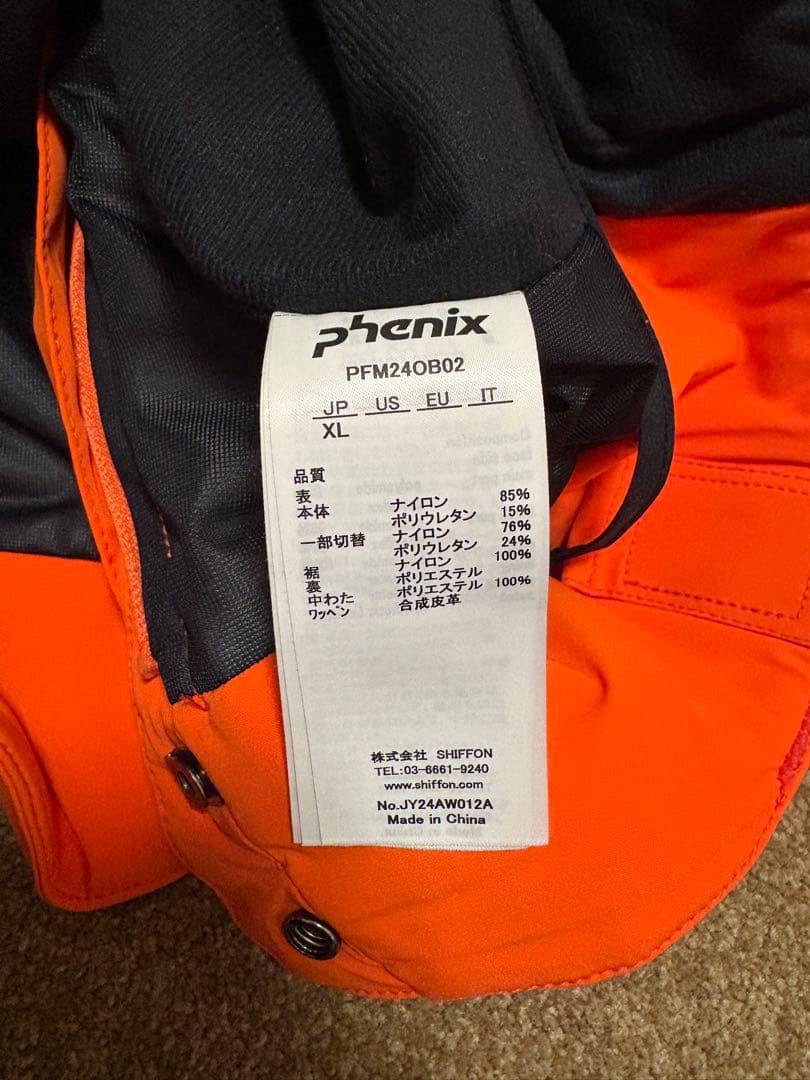 phenix
PFM24OB02
JP US EU IT
XL
品質
表
本体 ナイロン 85%
ポリウレタン 15%
一部切替 ナイロン 76%
ポリウレタン 24%
裾 ナイロン 100%
裏 ポリエステル
中わた ポリエステル 100%
ワッペン 合成皮革
株式会社 SHIFFON
TEL:03-6661-9240
www.shiffon.com
No.JY24AW012A
Made in China